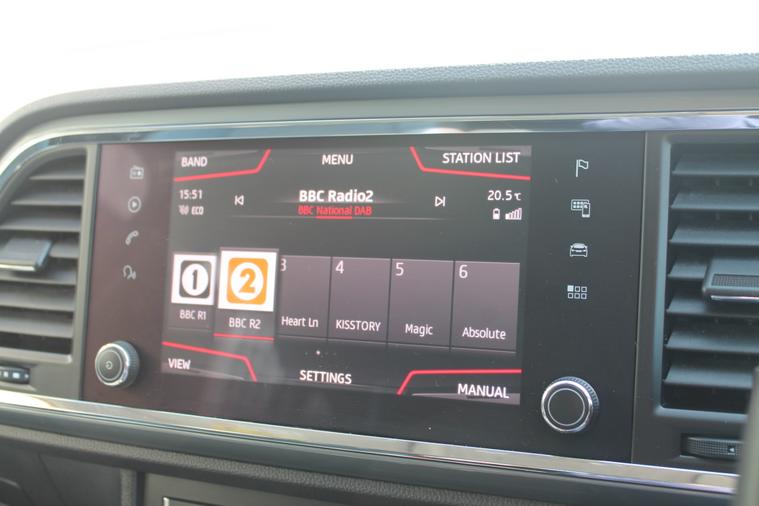 BAND MENU STATION LIST
15:51 BBC Radio2 20.5°C
ECO BBC National DAB
1 2 3 4 5 6
BBC R1 BBC R2 Heart Ln KISSTORY Magic Absolute
VIEW SETTINGS MANUAL